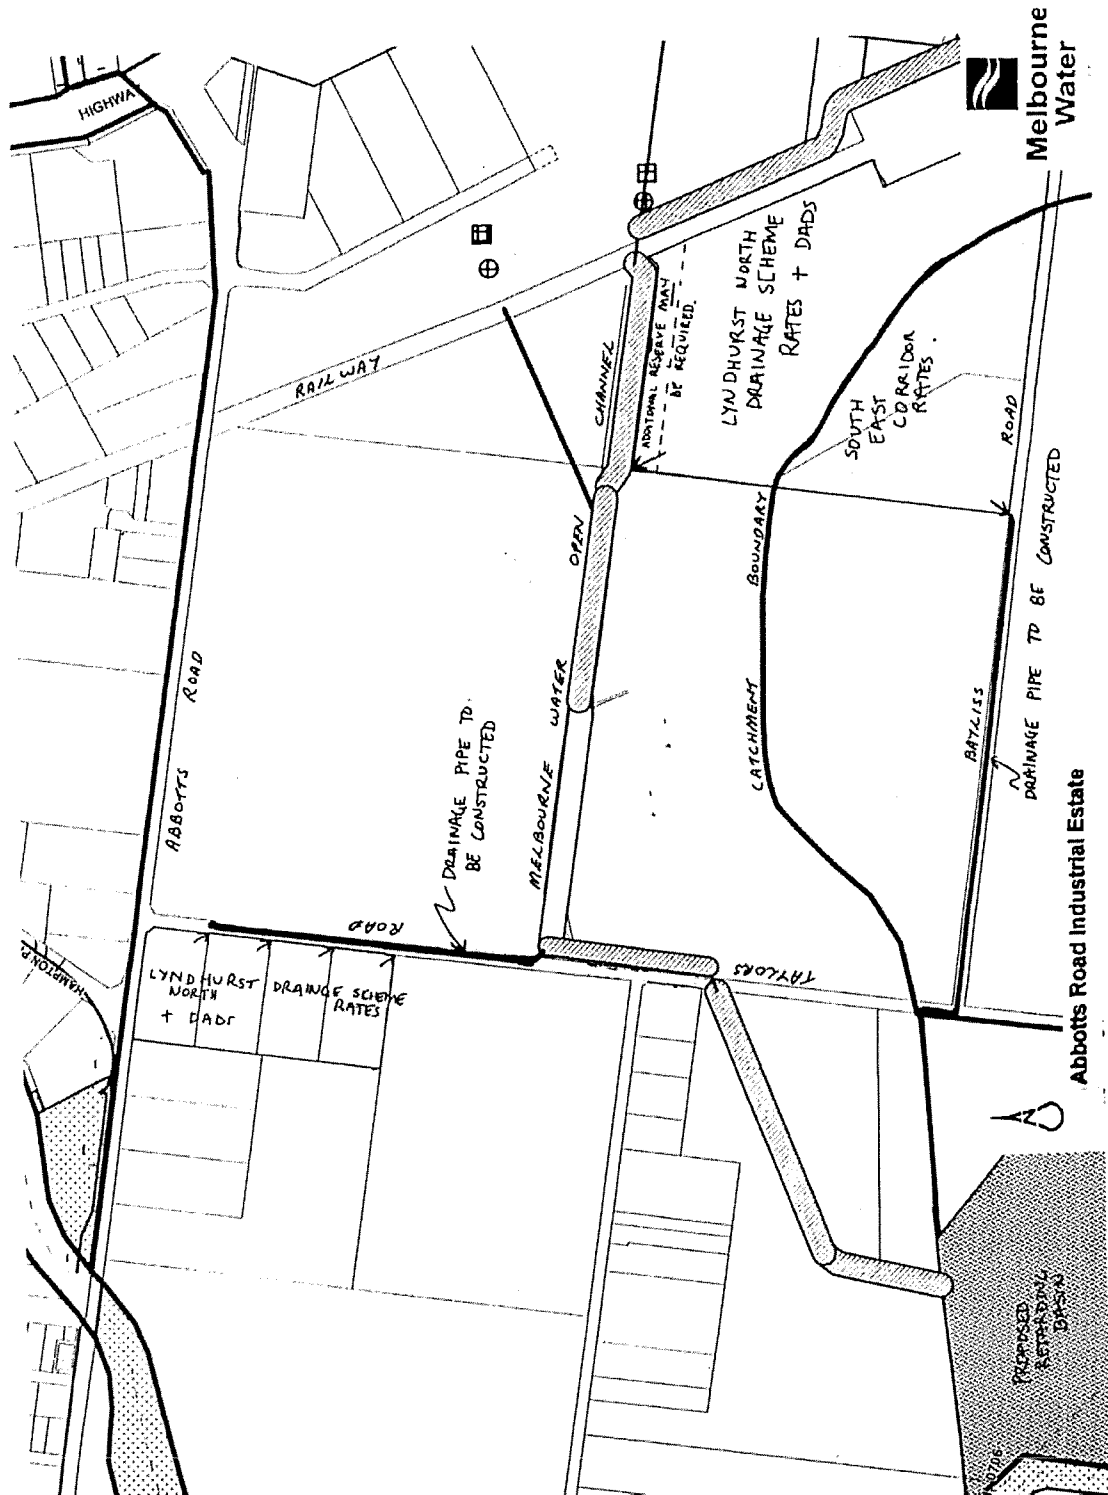 HIGHWA
Melbourne
Water
RAILWAY
ABBOTTS ROAD
HAMPTON P
LYNDHURST
NORTH
+ DADS
DRAINGE SCHEME
RATES
ROAD
TAYLORS
DRAINAGE PIPE TO
BE CONSTRUCTED
MELBOURNE WATER OPEN CHANNEL
ADDITIONAL RESERVE MAY
BE REQUIRED.
LYNDHURST NORTH
DRAINAGE SCHEME
RATES + DADS
SOUTH
EAST
CORRIDOR
RATES.
CATCHMENT BOUNDARY
BAYLISS ROAD
DRAINAGE PIPE TO BE CONSTRUCTED
PROPOSED
RETARDING
BASIN
N
Abbotts Road Industrial Estate